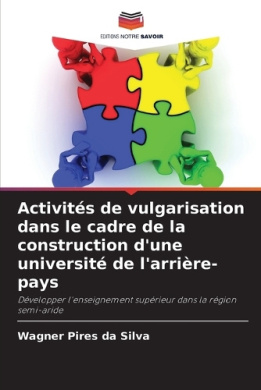 EDITIONS NOTRE SAVOIR
Activités de vulgarisation
dans le cadre de la
construction d'une
université de l'arrière-
pays
Développer l'enseignement supérieur dans la région
semi-aride
Wagner Pires da Silva